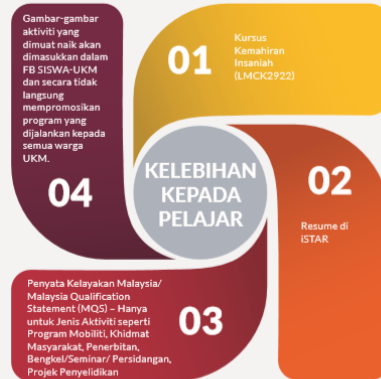 KELEBIHAN
KEPADA
PELAJAR
01
Kursus
Kemahiran
Insaniah
(LMCK2922)
02
Resume di
iSTAR
03
Penyata Kelayakan Malaysia/
Malaysia Qualification
Statement (MQS) – Hanya
untuk Jenis Aktiviti seperti
Program Mobiliti, Khidmat
Masyarakat, Penerbitan,
Bengkel/Seminar/ Persidangan,
Projek Penyelidikan
04
Gambar-gambar
aktiviti yang
dimuat naik akan
dimasukkan dalam
FB SISWA-UKM
dan secara tidak
langsung
mempromosikan
program yang
dijalankan kepada
semua warga
UKM.